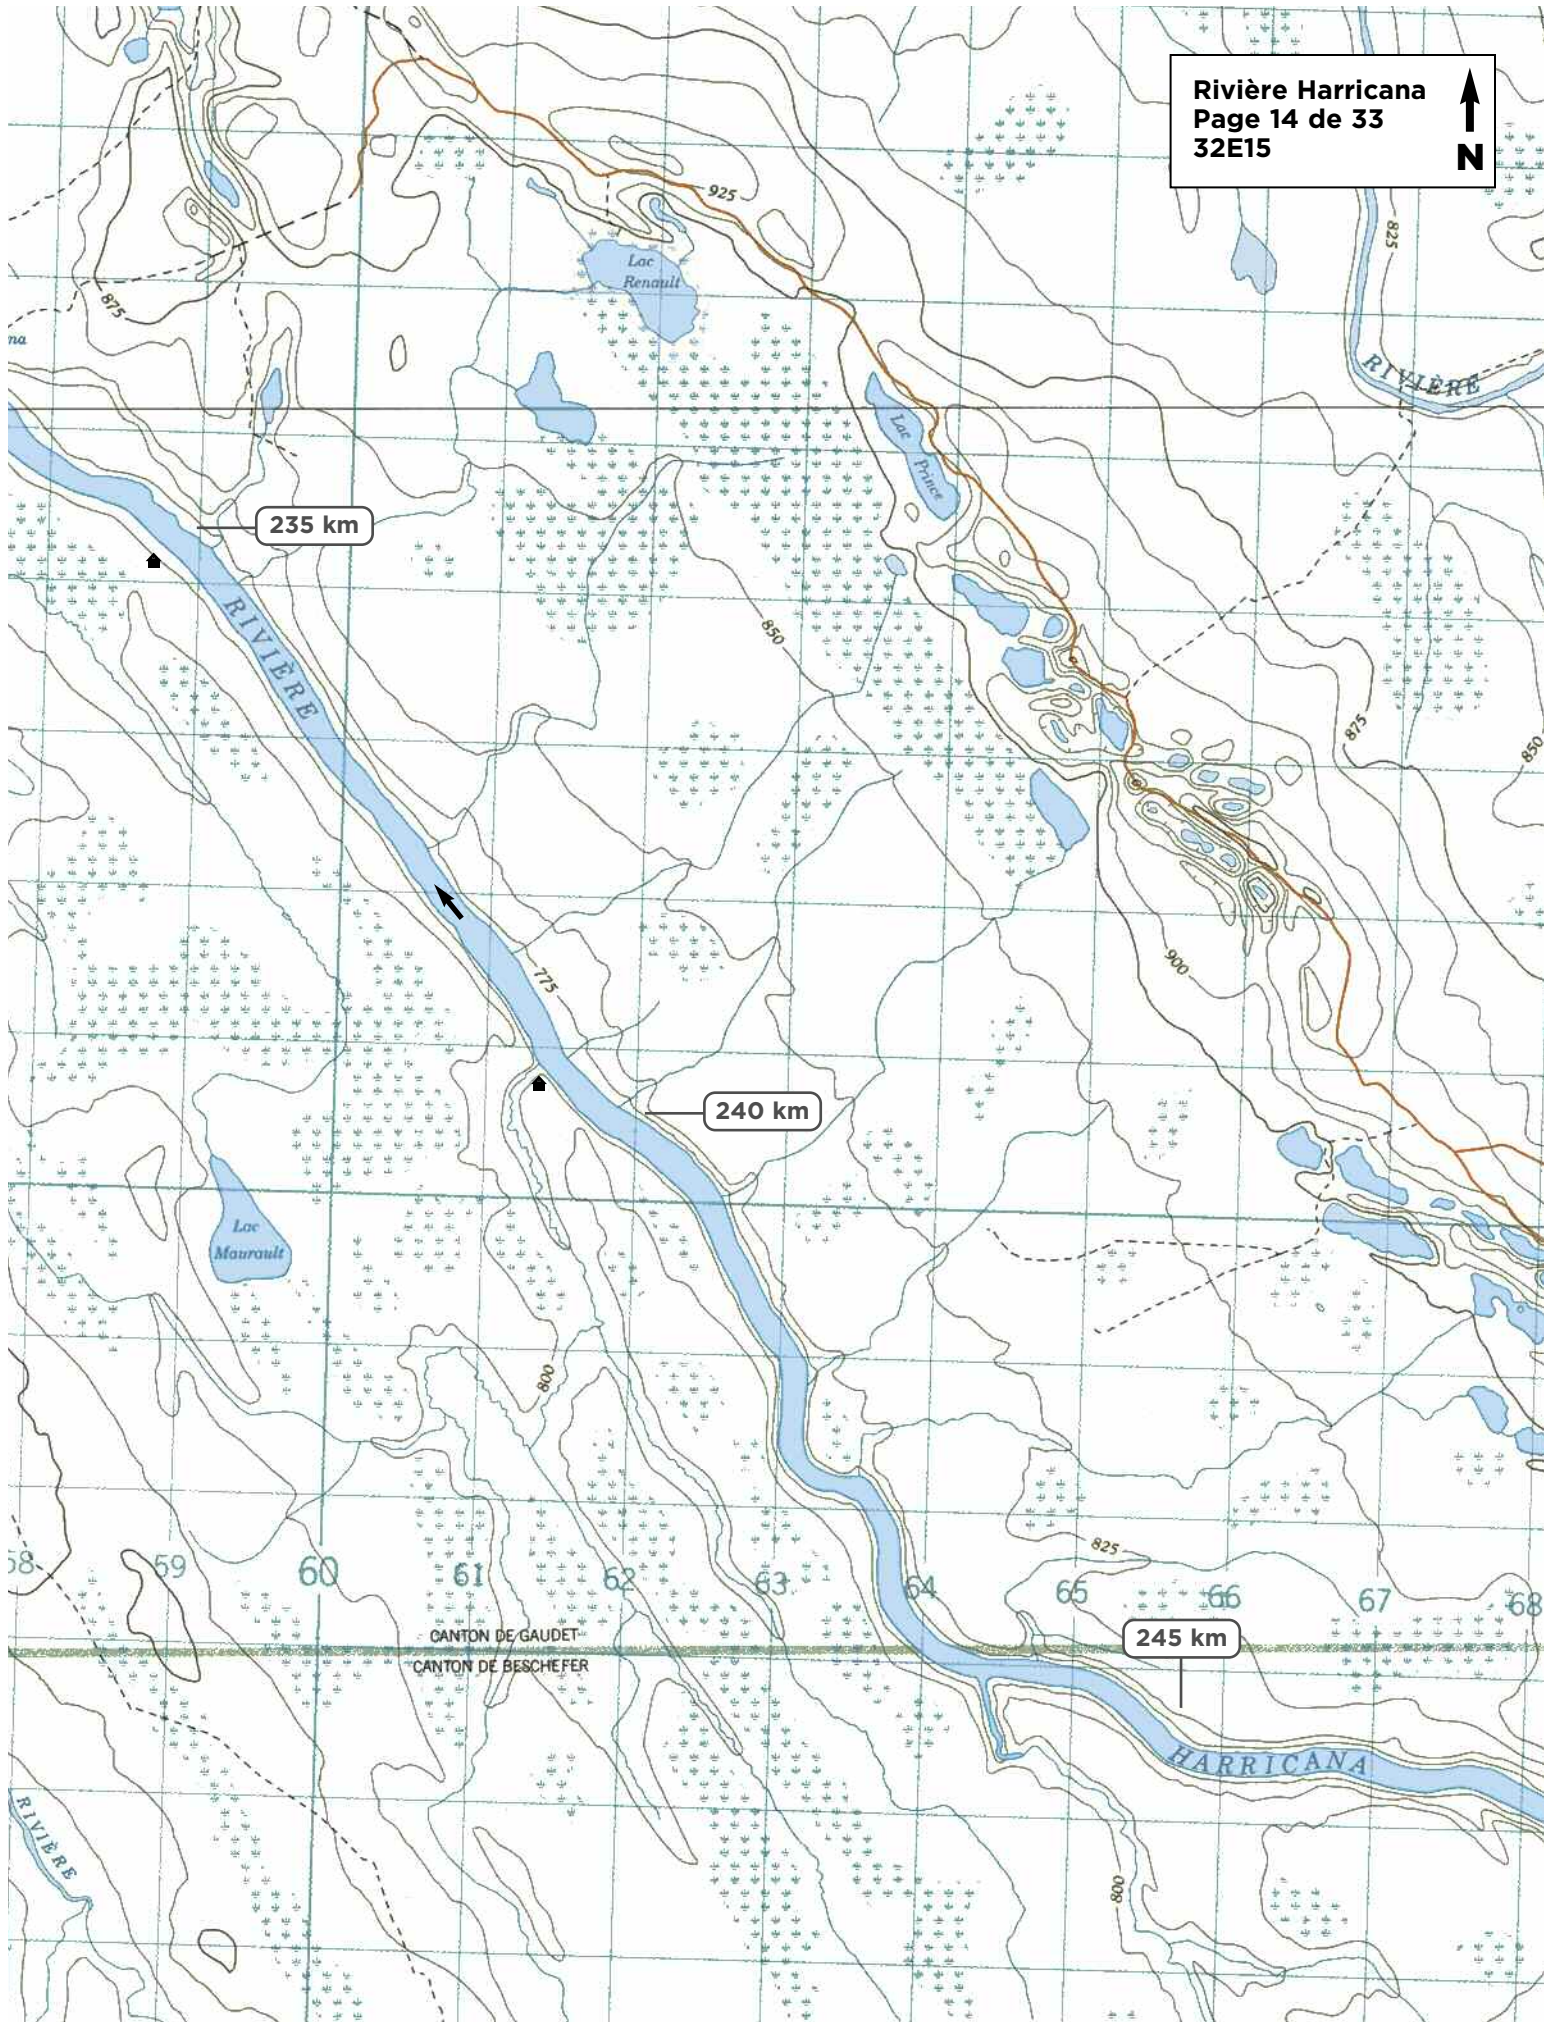 Rivière Harricana
Page 14 de 33
32E15
N
925
825
Lac
Renault
875
na
RIVIÈRE
Lac
Prince
235 km
RIVIÈRE
850
875
850
900
775
240 km
Lac
Maurault
800
825
58
59
60
61
62
63
64
65
66
67
68
CANTON DE GAUDET
CANTON DE BESCHEFER
245 km
HARRICANA
RIVIÈRE
800